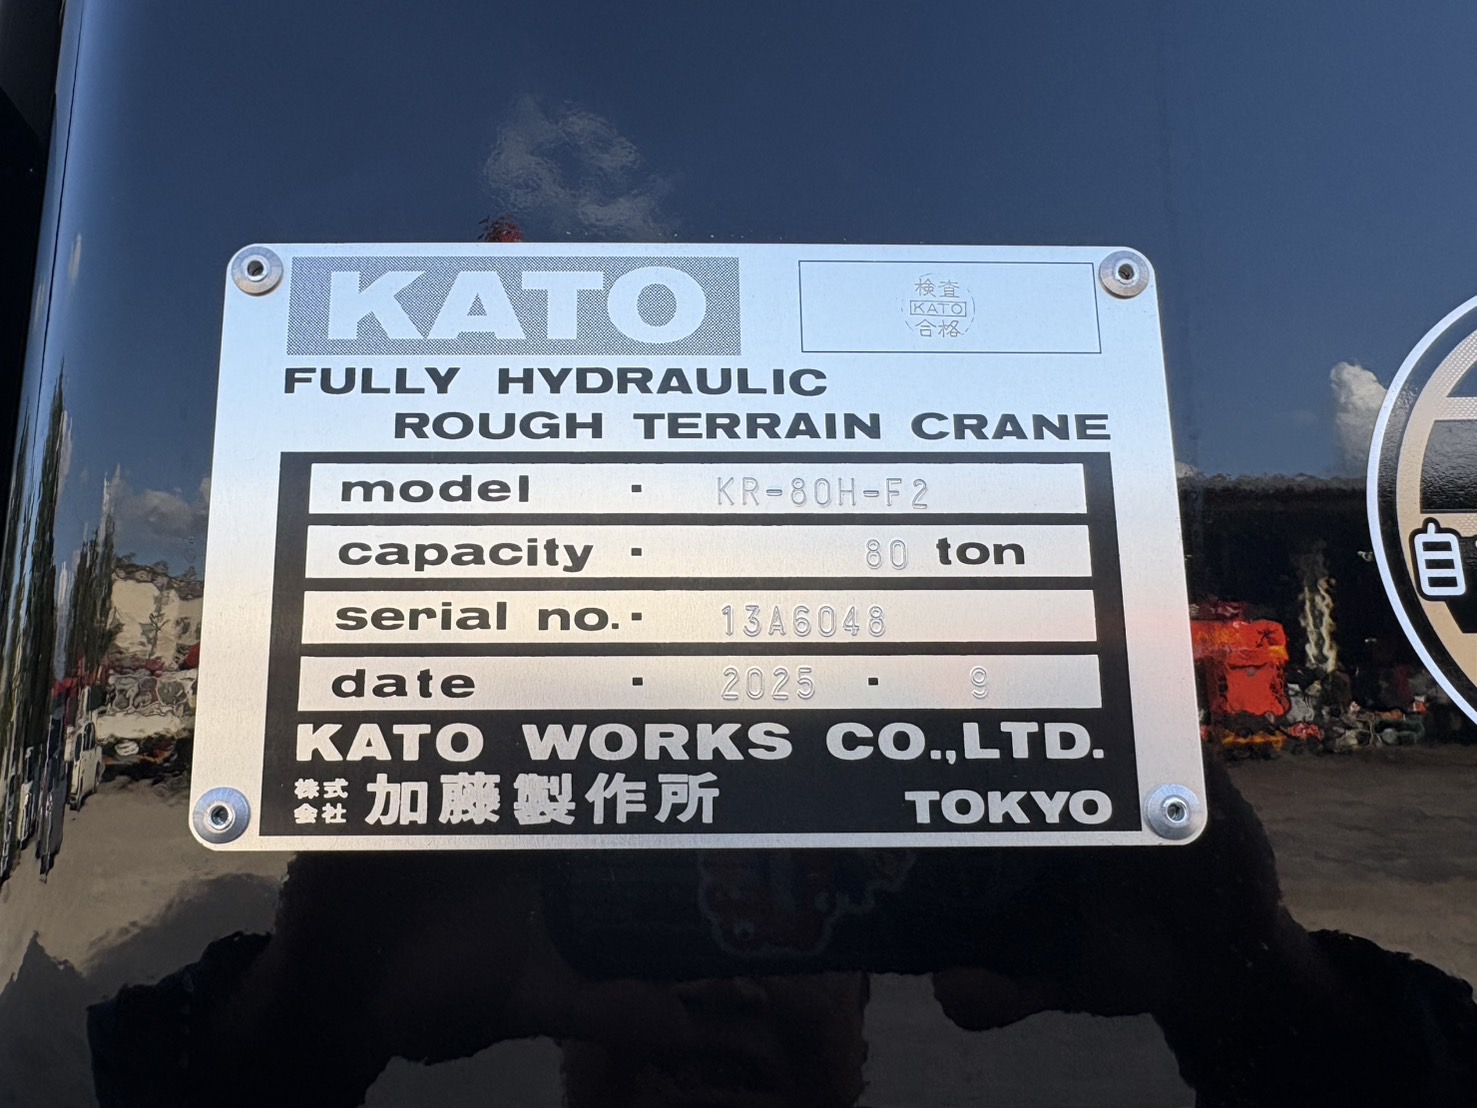 KATO
検査
KATO
合格
FULLY HYDRAULIC
ROUGH TERRAIN CRANE
model · KR-80H-F2
capacity · 80 ton
serial no.· 13A6048
date · 2025 · 9
KATO WORKS CO.,LTD.
株式会社 加藤製作所 TOKYO
自